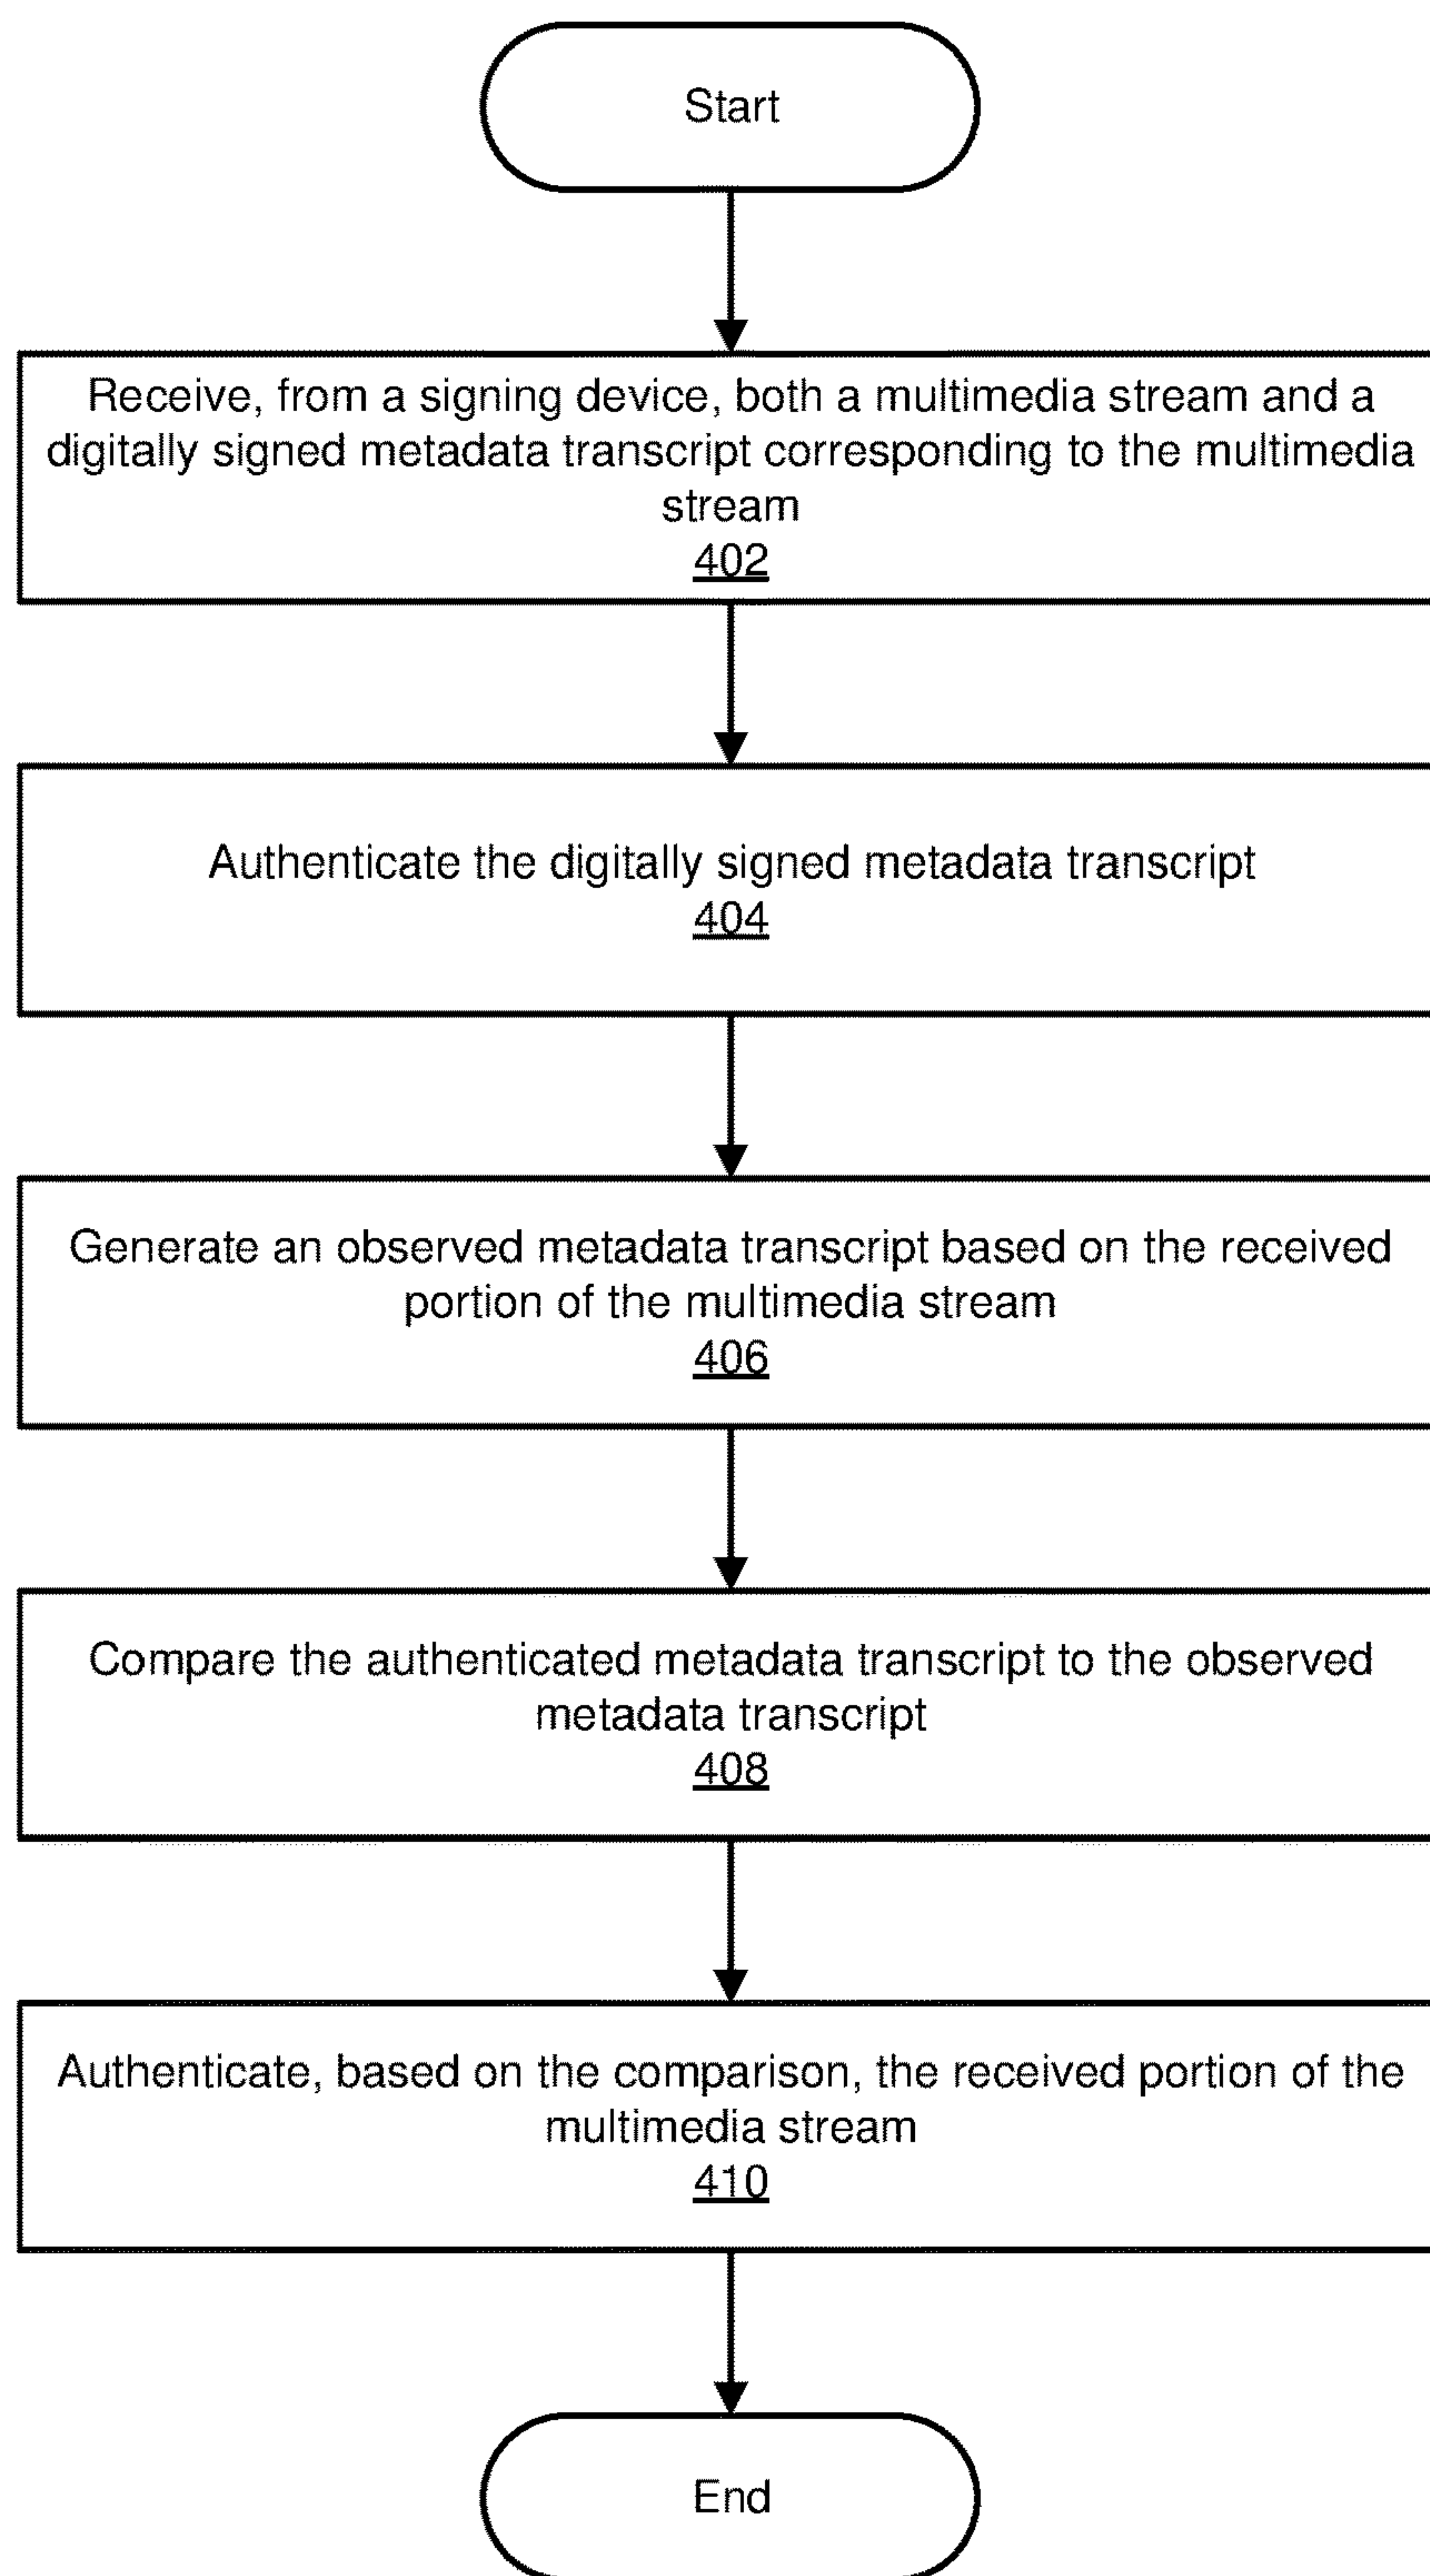 Start
Receive, from a signing device, both a multimedia stream and a
digitally signed metadata transcript corresponding to the multimedia
stream
402
Authenticate the digitally signed metadata transcript
404
Generate an observed metadata transcript based on the received
portion of the multimedia stream
406
Compare the authenticated metadata transcript to the observed
metadata transcript
408
Authenticate, based on the comparison, the received portion of the
multimedia stream
410
End